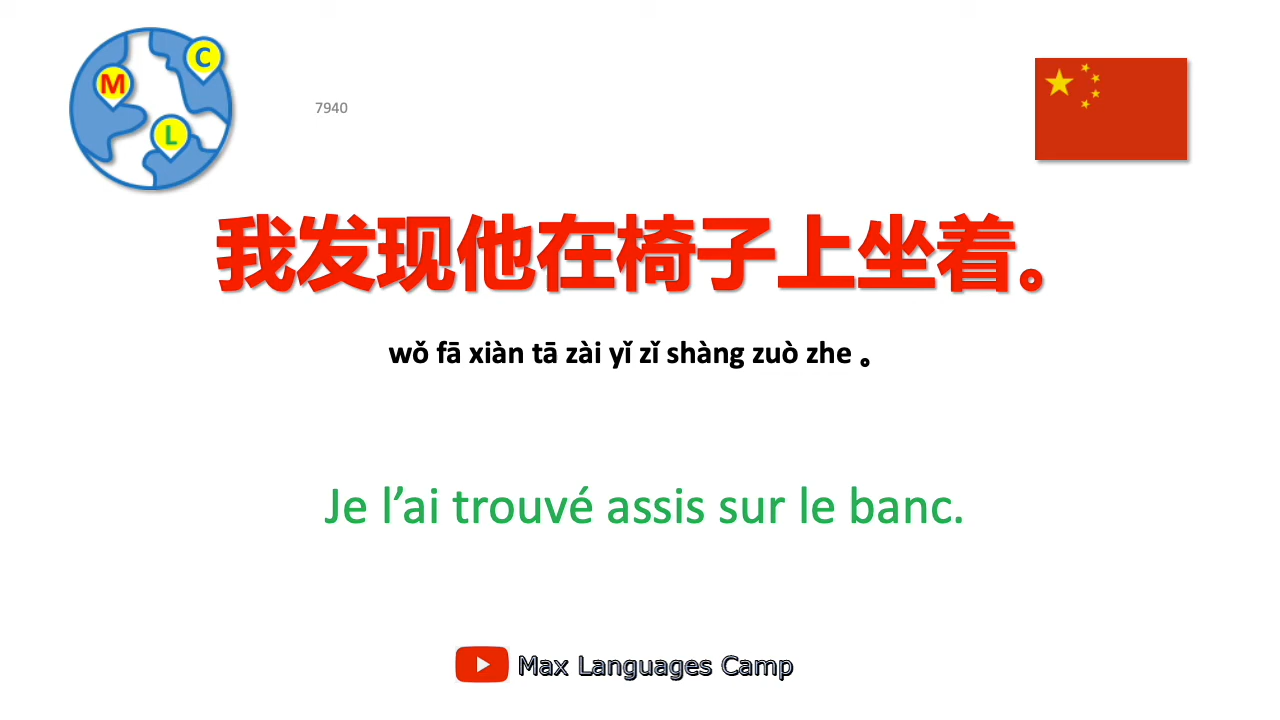 C
M
L
7940
我发现他在椅子上坐着。
wǒ fā xiàn tā zài yǐ zǐ shàng zuò zhe 。
Je l’ai trouvé assis sur le banc.
Max Languages Camp